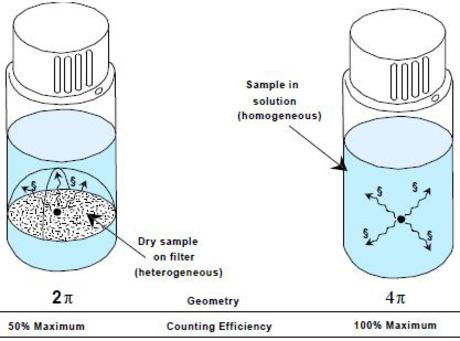 Sample in
solution
(homogeneous)
§ §
§ §
§ §
Dry sample
on filter
(heterogeneous)
2π Geometry 4π
50% Maximum Counting Efficiency 100% Maximum